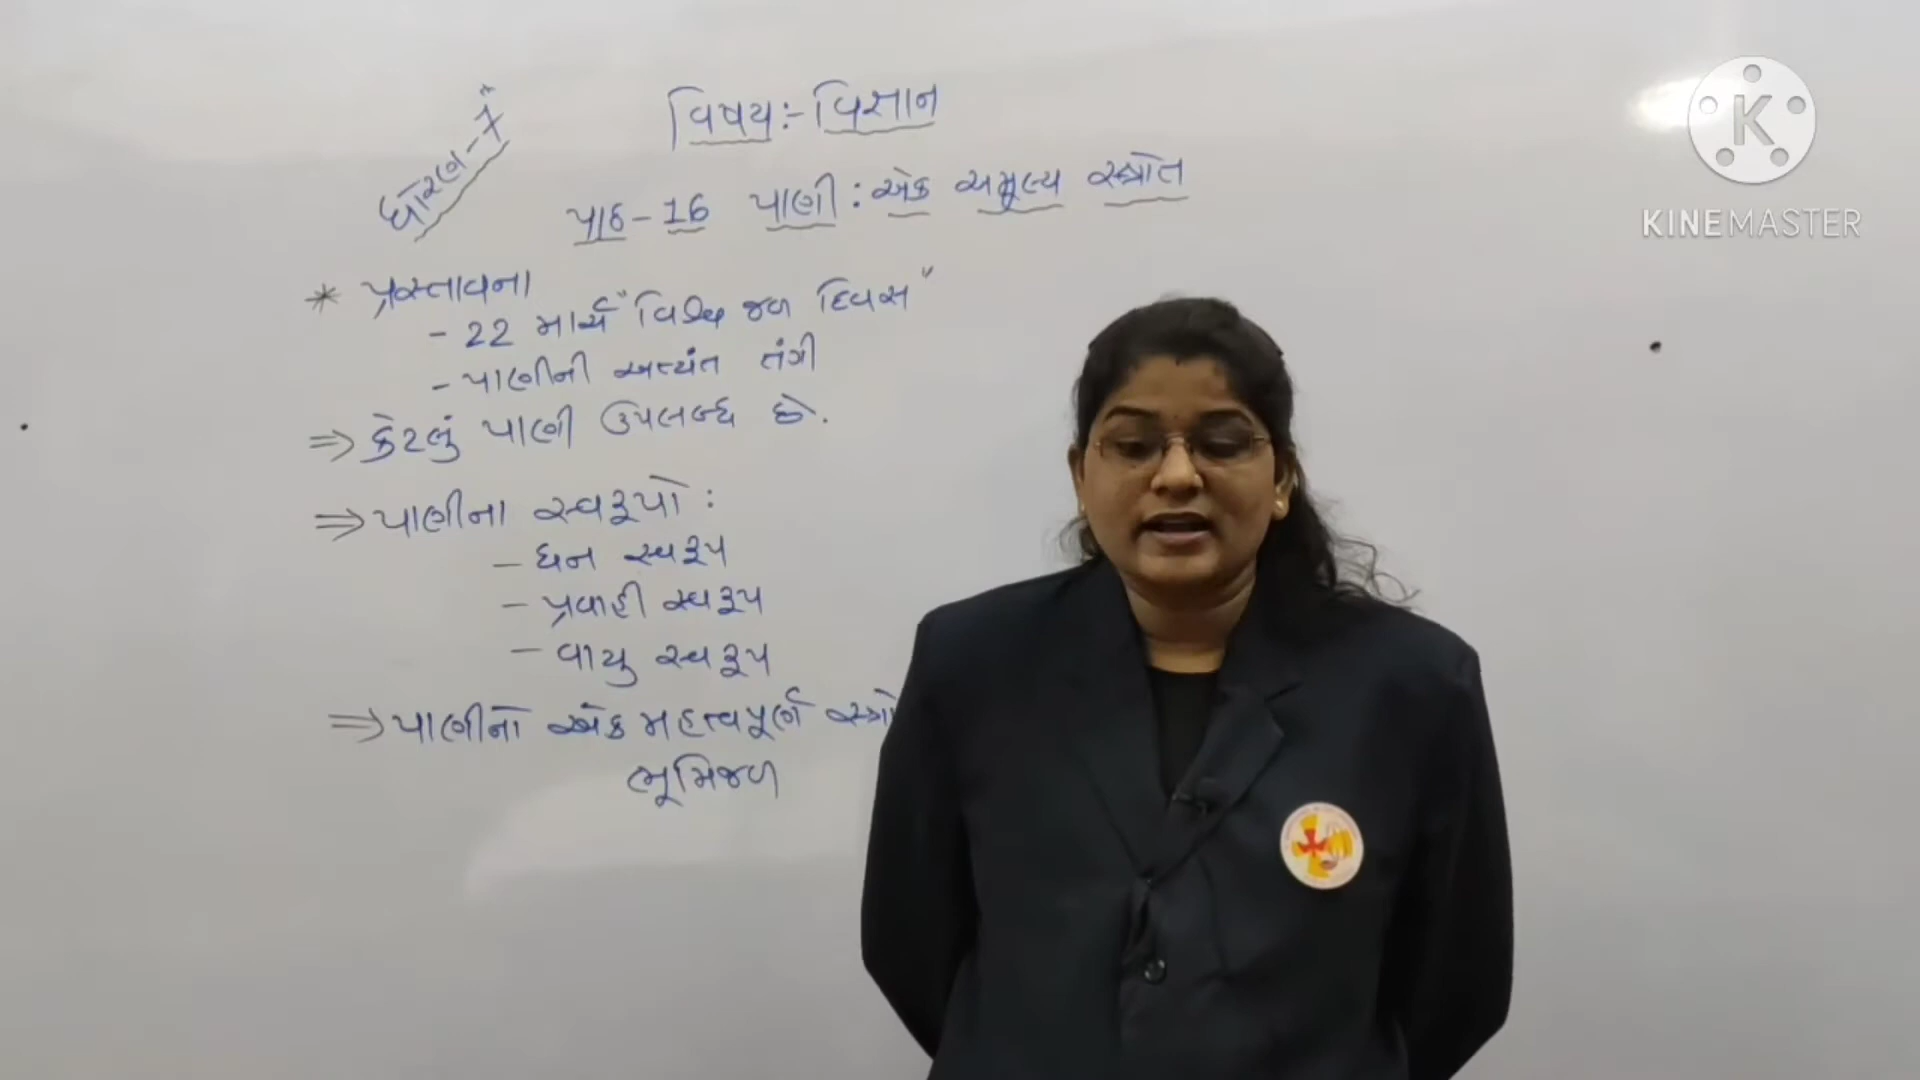 ધોરણ-7"
વિષય:- વિજ્ઞાન
પાઠ-16 પાણી : એક અમૂલ્ય સ્ત્રોત
* પ્રસ્તાવના
- 22 માર્ચ "વિશ્વ જળ દિવસ"
- પાણીની અત્યંત તંગી
⇒ કેટલું પાણી ઉપલબ્ધ છે.
⇒ પાણીના સ્વરૂપો :
- ઘન સ્વરૂપ
- પ્રવાહી સ્વરૂપ
- વાયુ સ્વરૂપ
⇒ પાણીનો એક મહત્વપૂર્ણ સ્ત્રો
ભૂમિજળ
K
KINEMASTER